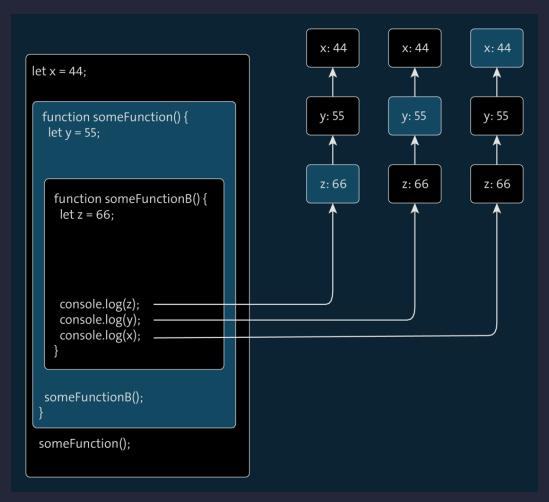 let x = 44;
function someFunction() {
let y = 55;
function someFunctionB() {
let z = 66;
console.log(z);
console.log(y);
console.log(x);
}
someFunctionB();
}
someFunction();
x: 44
x: 44
x: 44
y: 55
y: 55
y: 55
z: 66
z: 66
z: 66